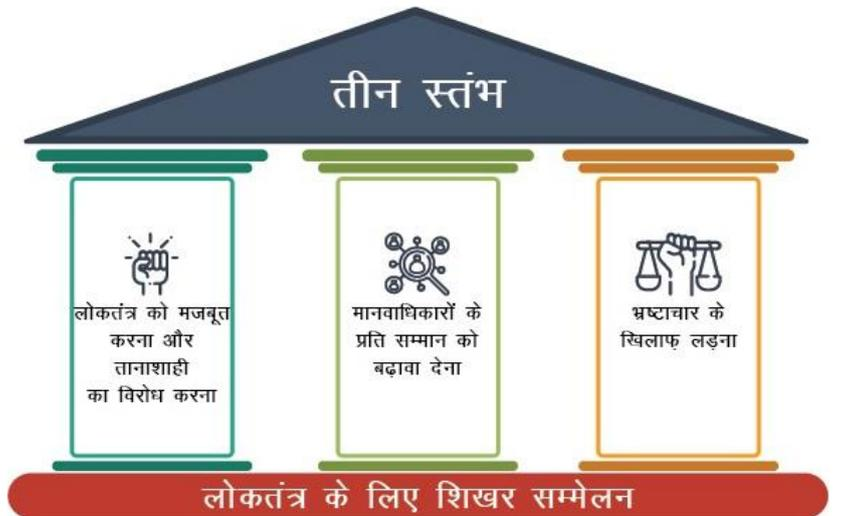 तीन स्तंभ
लोकतंत्र को मजबूत
करना और
तानाशाही
का विरोध करना
मानवाधिकारों के
प्रति सम्मान को
बढ़ावा देना
भ्रष्टाचार के
खिलाफ़ लड़ना
लोकतंत्र के लिए शिखर सम्मेलन